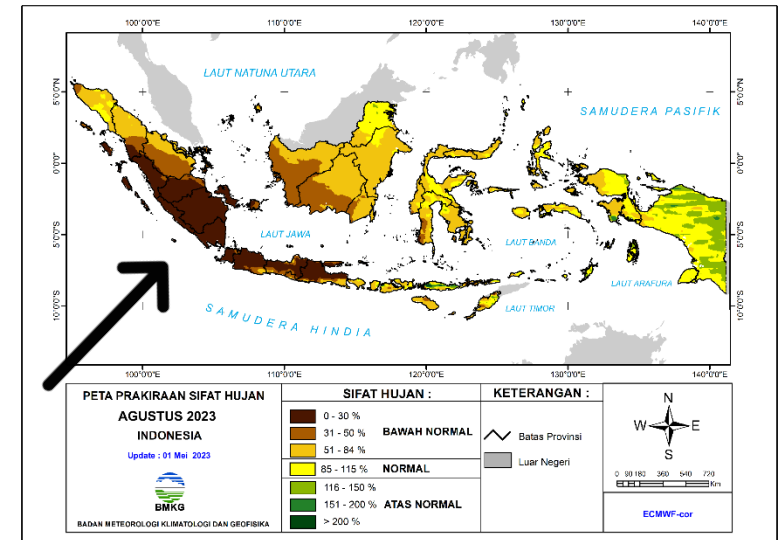 100°0'0"E 110°0'0"E 120°0'0"E 130°0'0"E 140°0'0"E
5°0'0"N 5°0'0"N
0°0'0" 0°0'0"
5°0'0"S 5°0'0"S
10°0'0"S 10°0'0"S
LAUT NATUNA UTARA
SAMUDERA PASIFIK
LAUT JAWA
LAUT BANDA
LAUT ARAFURA
LAUT TIMOR
SAMUDERA HINDIA
100°0'0"E 110°0'0"E 120°0'0"E 130°0'0"E 140°0'0"E
PETA PRAKIRAAN SIFAT HUJAN
AGUSTUS 2023
INDONESIA
Update : 01 Mei 2023
BMKG
BADAN METEOROLOGI KLIMATOLOGI DAN GEOFISIKA
SIFAT HUJAN :
0 - 30 %
31 - 50 % BAWAH NORMAL
51 - 84 %
85 - 115 % NORMAL
116 - 150 %
151 - 200 % ATAS NORMAL
> 200 %
KETERANGAN :
Batas Provinsi
Luar Negeri
N
W E
S
0 90 180 360 540 720
Km
ECMWF-cor